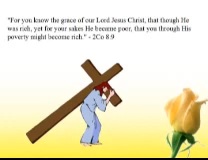 "For you know the grace of our Lord Jesus Christ, that though He
was rich, yet for your sakes He became poor, that you through His
poverty might become rich." - 2Co 8:9